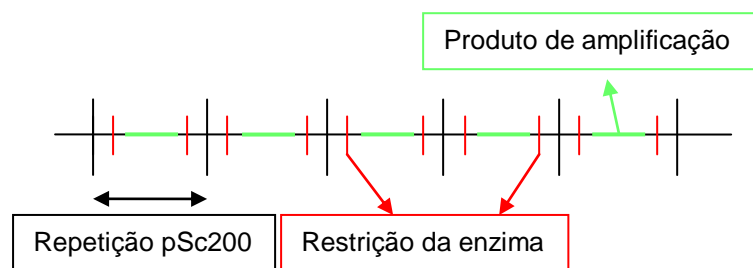 Produto de amplificação
Repetição pSc200
Restrição da enzima